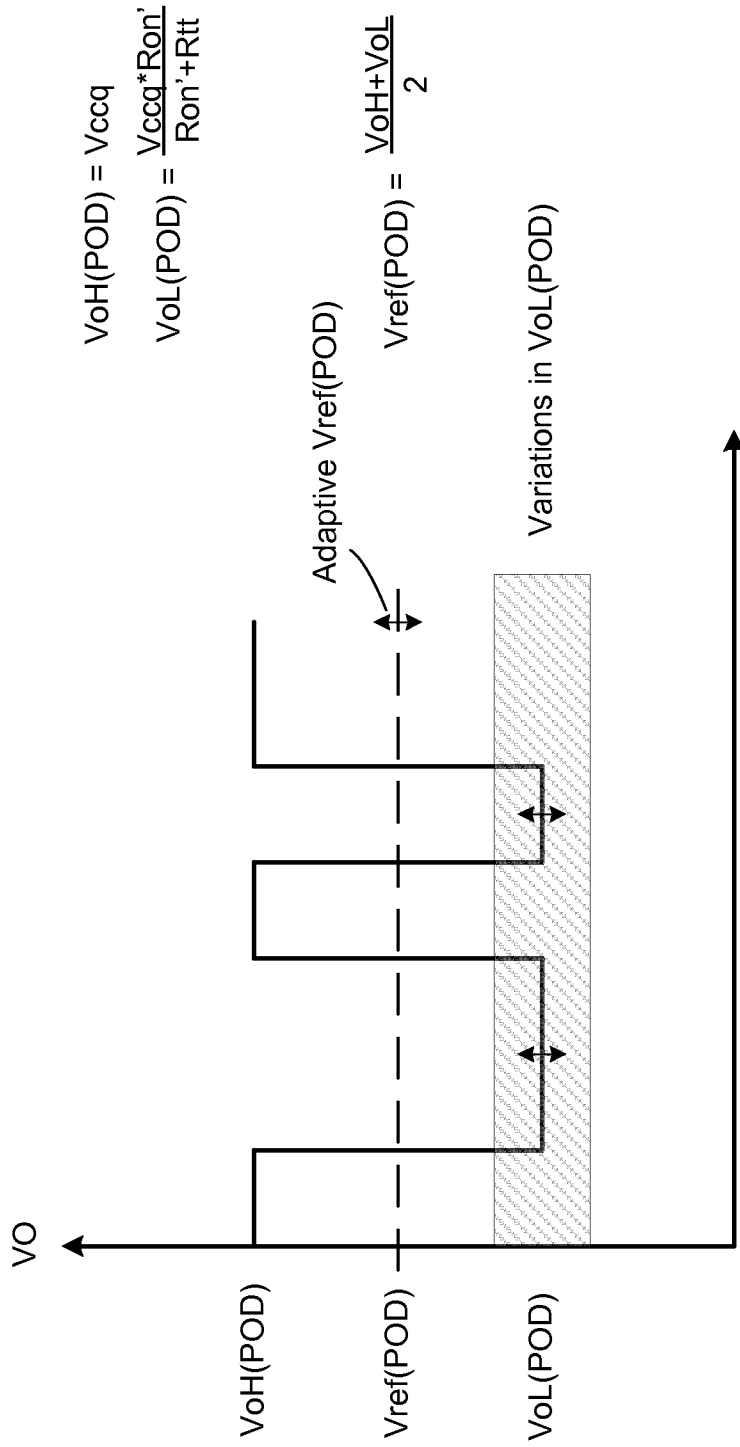 VO
VoH(POD)
Vref(POD)
VoL(POD)
Adaptive Vref(POD)
Variations in VoL(POD)
VoH(POD) = Vccq
VoL(POD) = Vccq*Ron'
Ron'+Rtt
Vref(POD) = VoH+VoL
2